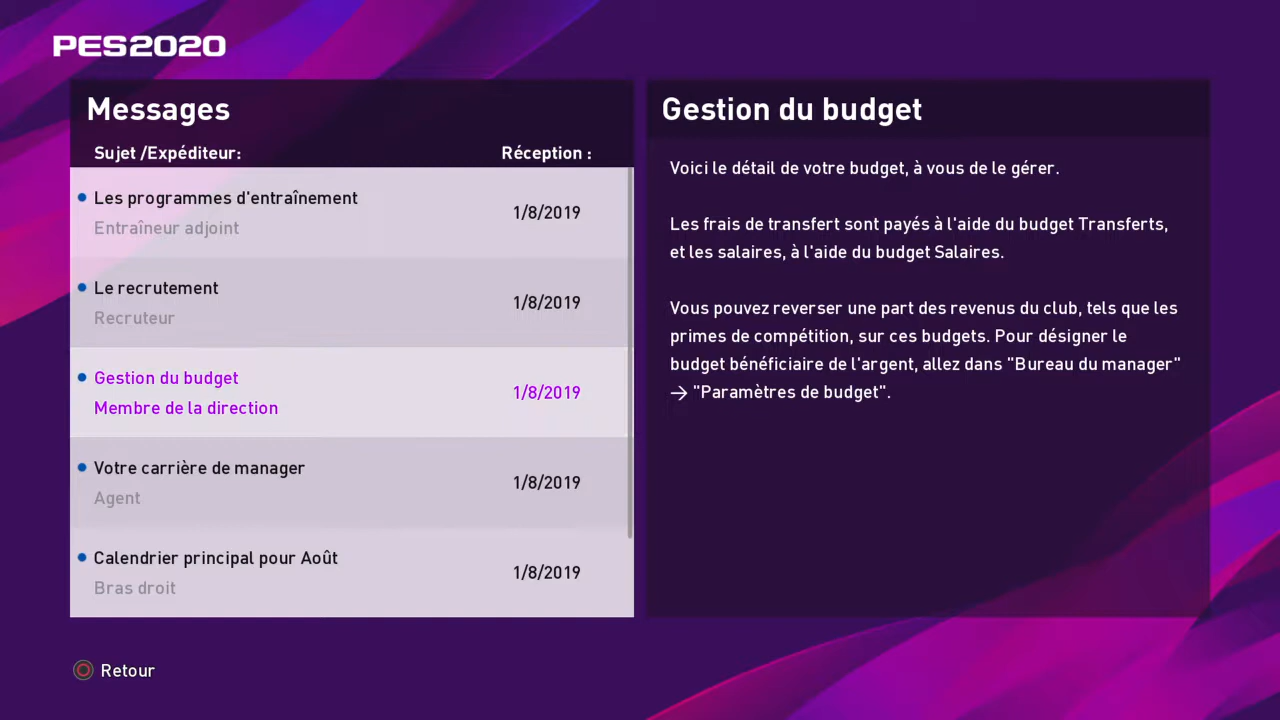 PES2020
Messages
Sujet /Expéditeur:
Réception :
Les programmes d'entraînement
Entraîneur adjoint
1/8/2019
Le recrutement
Recruteur
1/8/2019
Gestion du budget
Membre de la direction
1/8/2019
Votre carrière de manager
Agent
1/8/2019
Calendrier principal pour Août
Bras droit
1/8/2019
Gestion du budget
Voici le détail de votre budget, à vous de le gérer.
Les frais de transfert sont payés à l'aide du budget Transferts,
et les salaires, à l'aide du budget Salaires.
Vous pouvez reverser une part des revenus du club, tels que les
primes de compétition, sur ces budgets. Pour désigner le
budget bénéficiaire de l'argent, allez dans "Bureau du manager"
→ "Paramètres de budget".
Retour